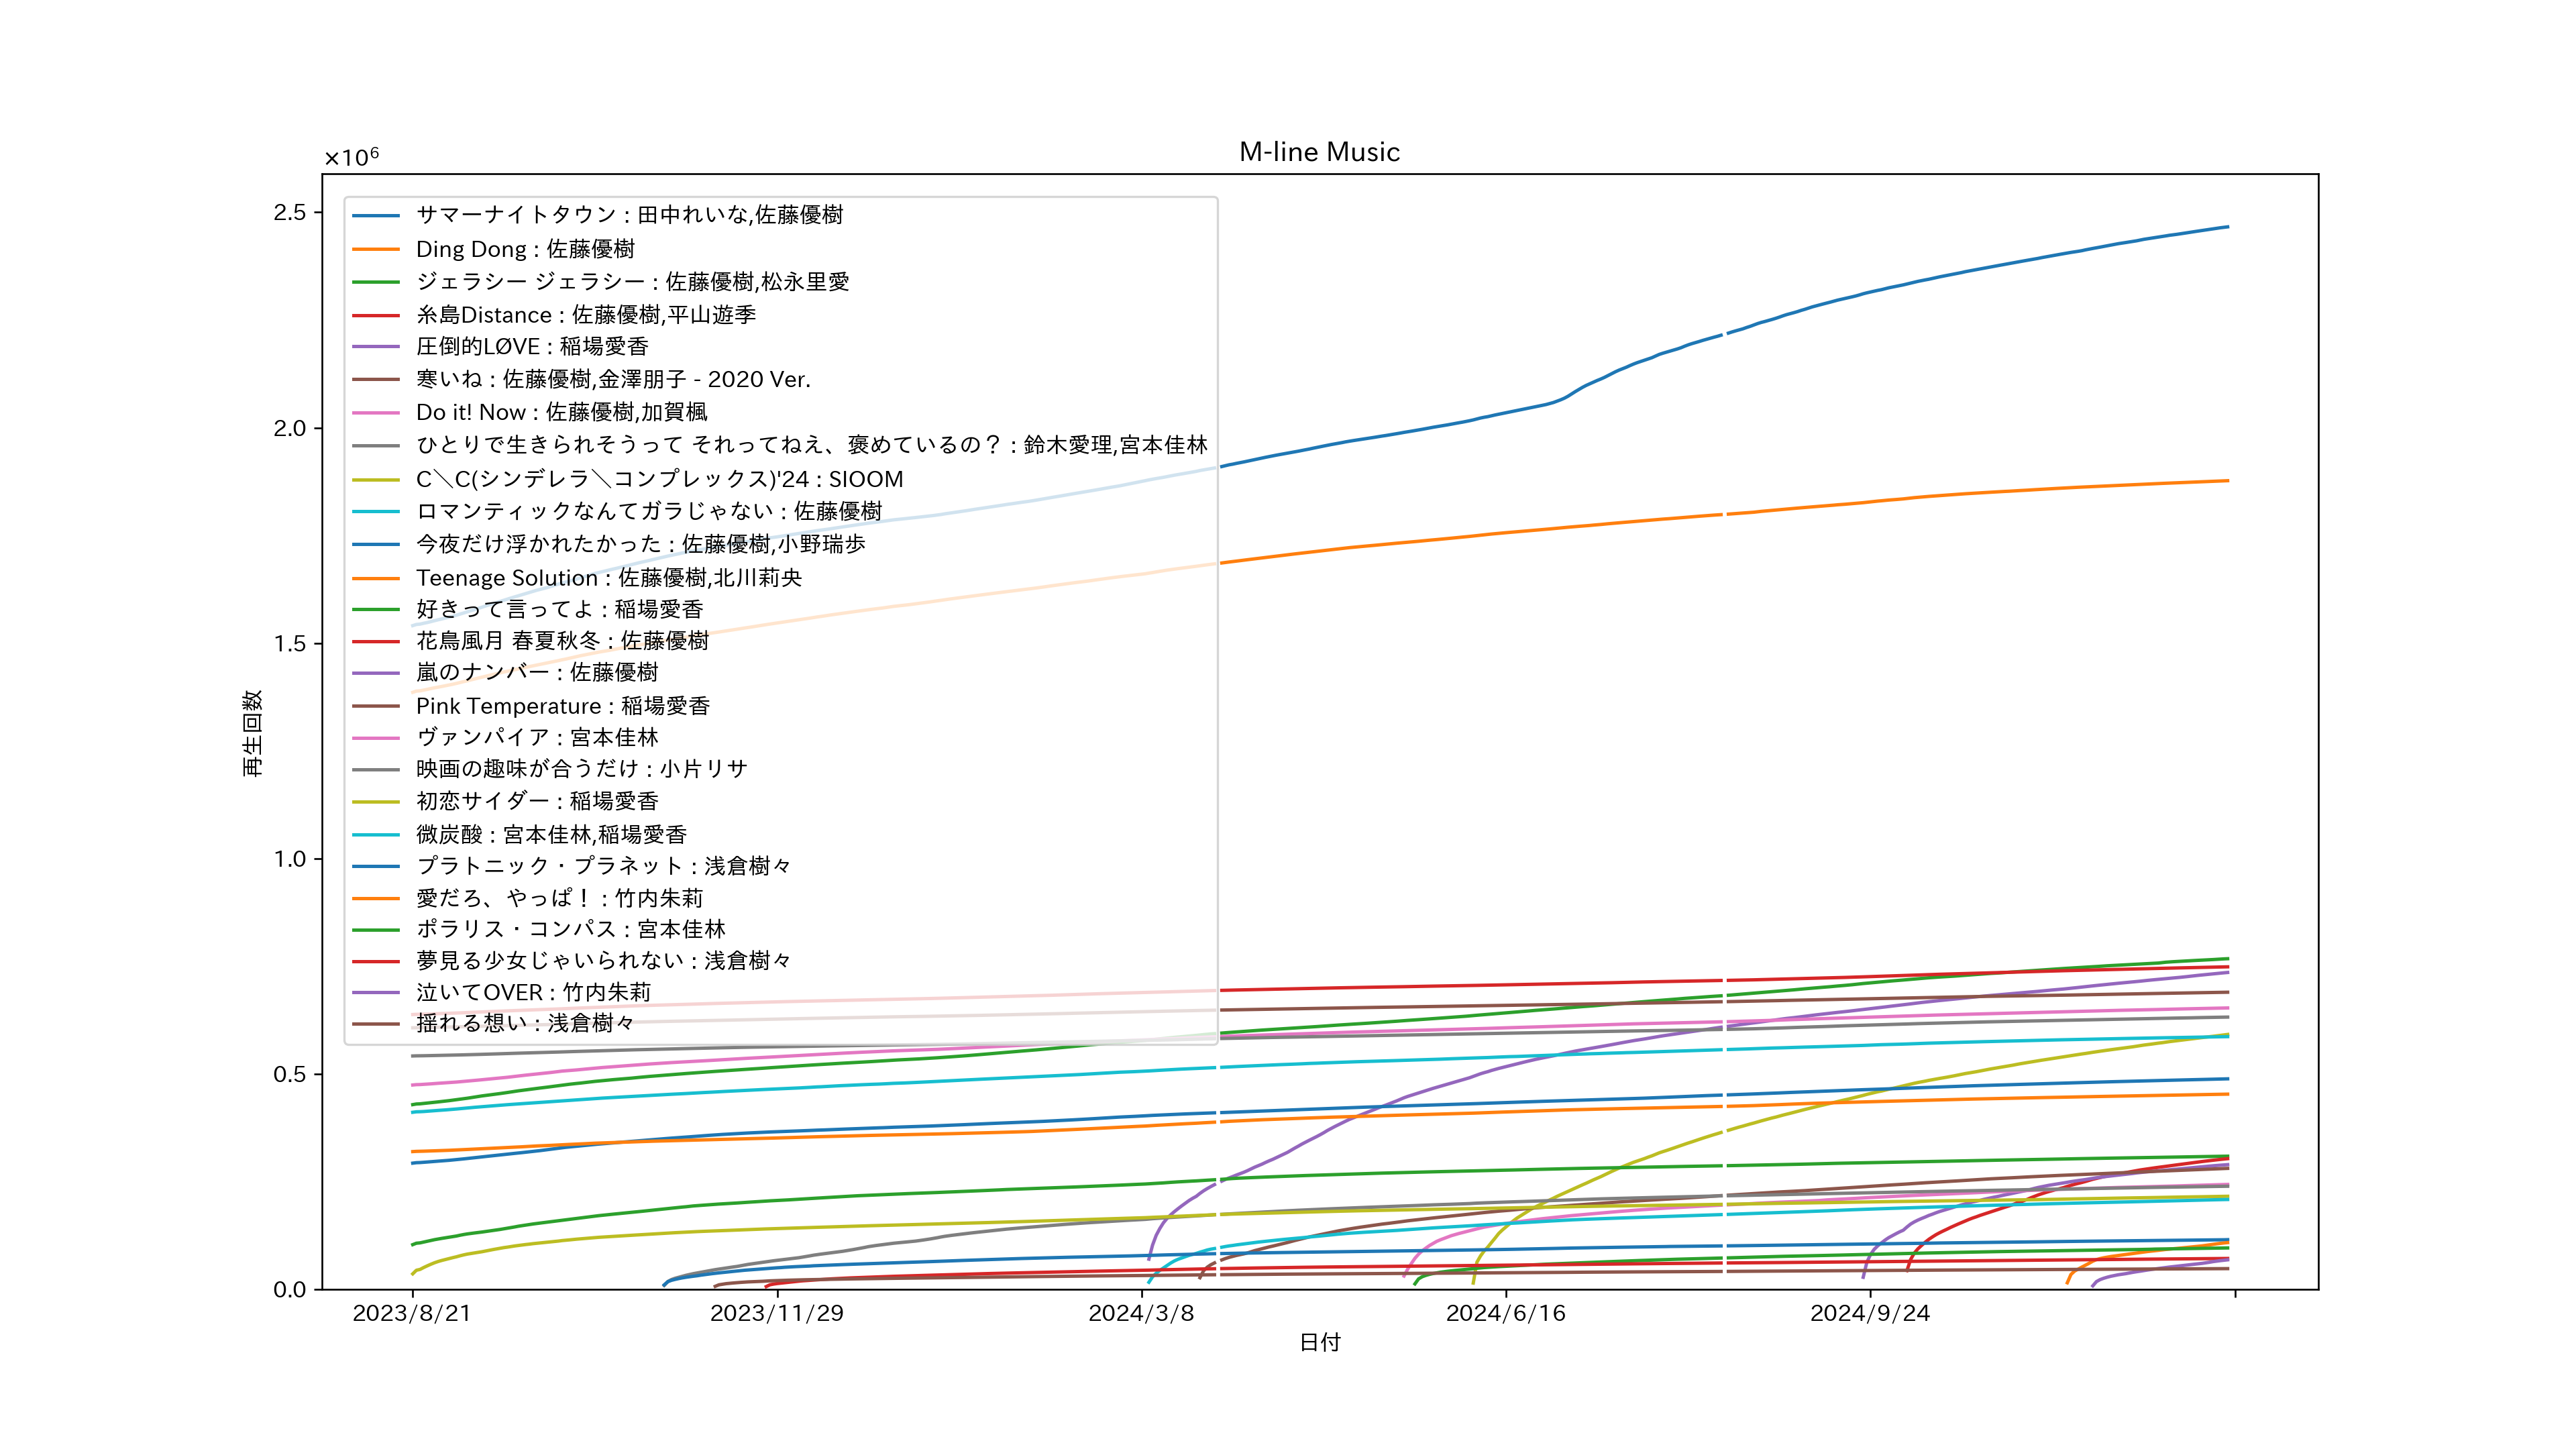 M-line Music
×10⁶
2.5
2.0
1.5
1.0
0.5
0.0
再生回数
サマーナイトタウン : 田中れいな,佐藤優樹
Ding Dong : 佐藤優樹
ジェラシー ジェラシー : 佐藤優樹,松永里愛
糸島Distance : 佐藤優樹,平山遊季
圧倒的LØVE : 稲場愛香
寒いね : 佐藤優樹,金澤朋子 - 2020 Ver.
Do it! Now : 佐藤優樹,加賀楓
ひとりで生きられそうって それってねえ、褒めているの？ : 鈴木愛理,宮本佳林
C＼C(シンデレラ＼コンプレックス)'24 : SIOOM
ロマンティックなんてガラじゃない : 佐藤優樹
今夜だけ浮かれたかった : 佐藤優樹,小野瑞歩
Teenage Solution : 佐藤優樹,北川莉央
好きって言ってよ : 稲場愛香
花鳥風月 春夏秋冬 : 佐藤優樹
嵐のナンバー : 佐藤優樹
Pink Temperature : 稲場愛香
ヴァンパイア : 宮本佳林
映画の趣味が合うだけ : 小片リサ
初恋サイダー : 稲場愛香
微炭酸 : 宮本佳林,稲場愛香
プラトニック・プラネット : 浅倉樹々
愛だろ、やっぱ！ : 竹内朱莉
ポラリス・コンパス : 宮本佳林
夢見る少女じゃいられない : 浅倉樹々
泣いてOVER : 竹内朱莉
揺れる想い : 浅倉樹々
2023/8/21
2023/11/29
2024/3/8
2024/6/16
2024/9/24
日付